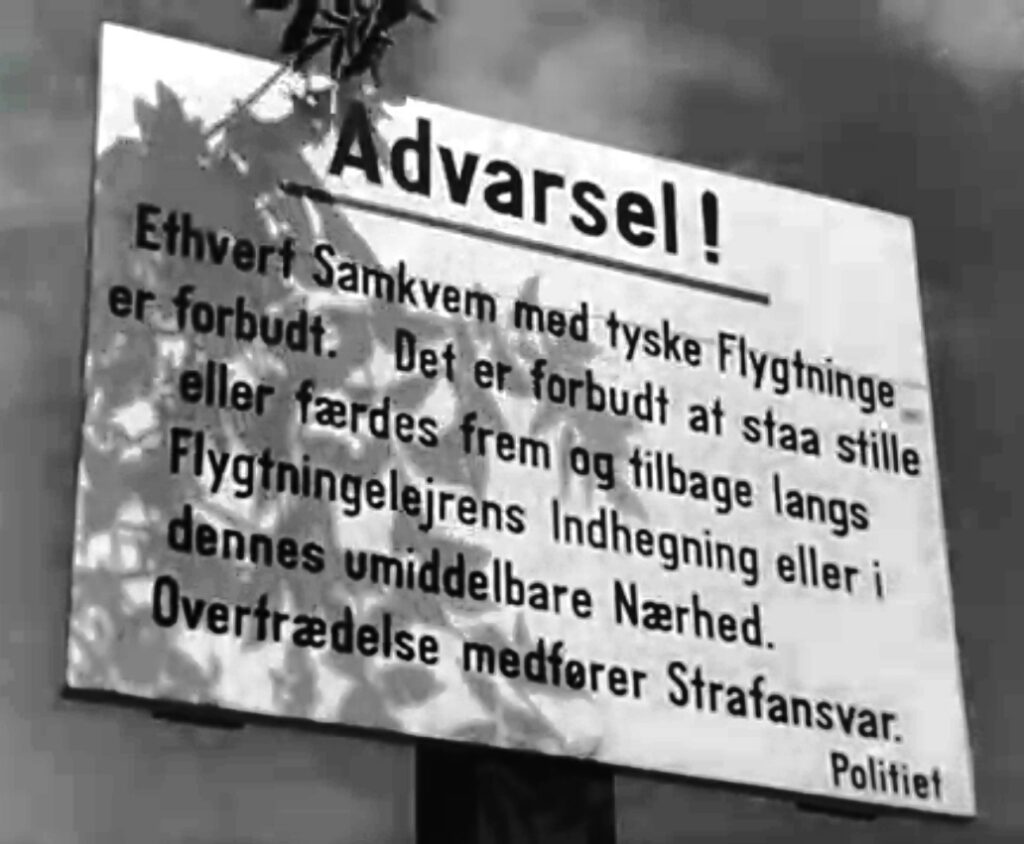 Advarsel!
Ethvert Samkvem med tyske Flygtninge
er forbudt. Det er forbudt at staa stille
eller færdes frem og tilbage langs
Flygtningelejrens Indhegning eller i
dennes umiddelbare Nærhed.
Overtrædelse medfører Strafansvar.
Politiet